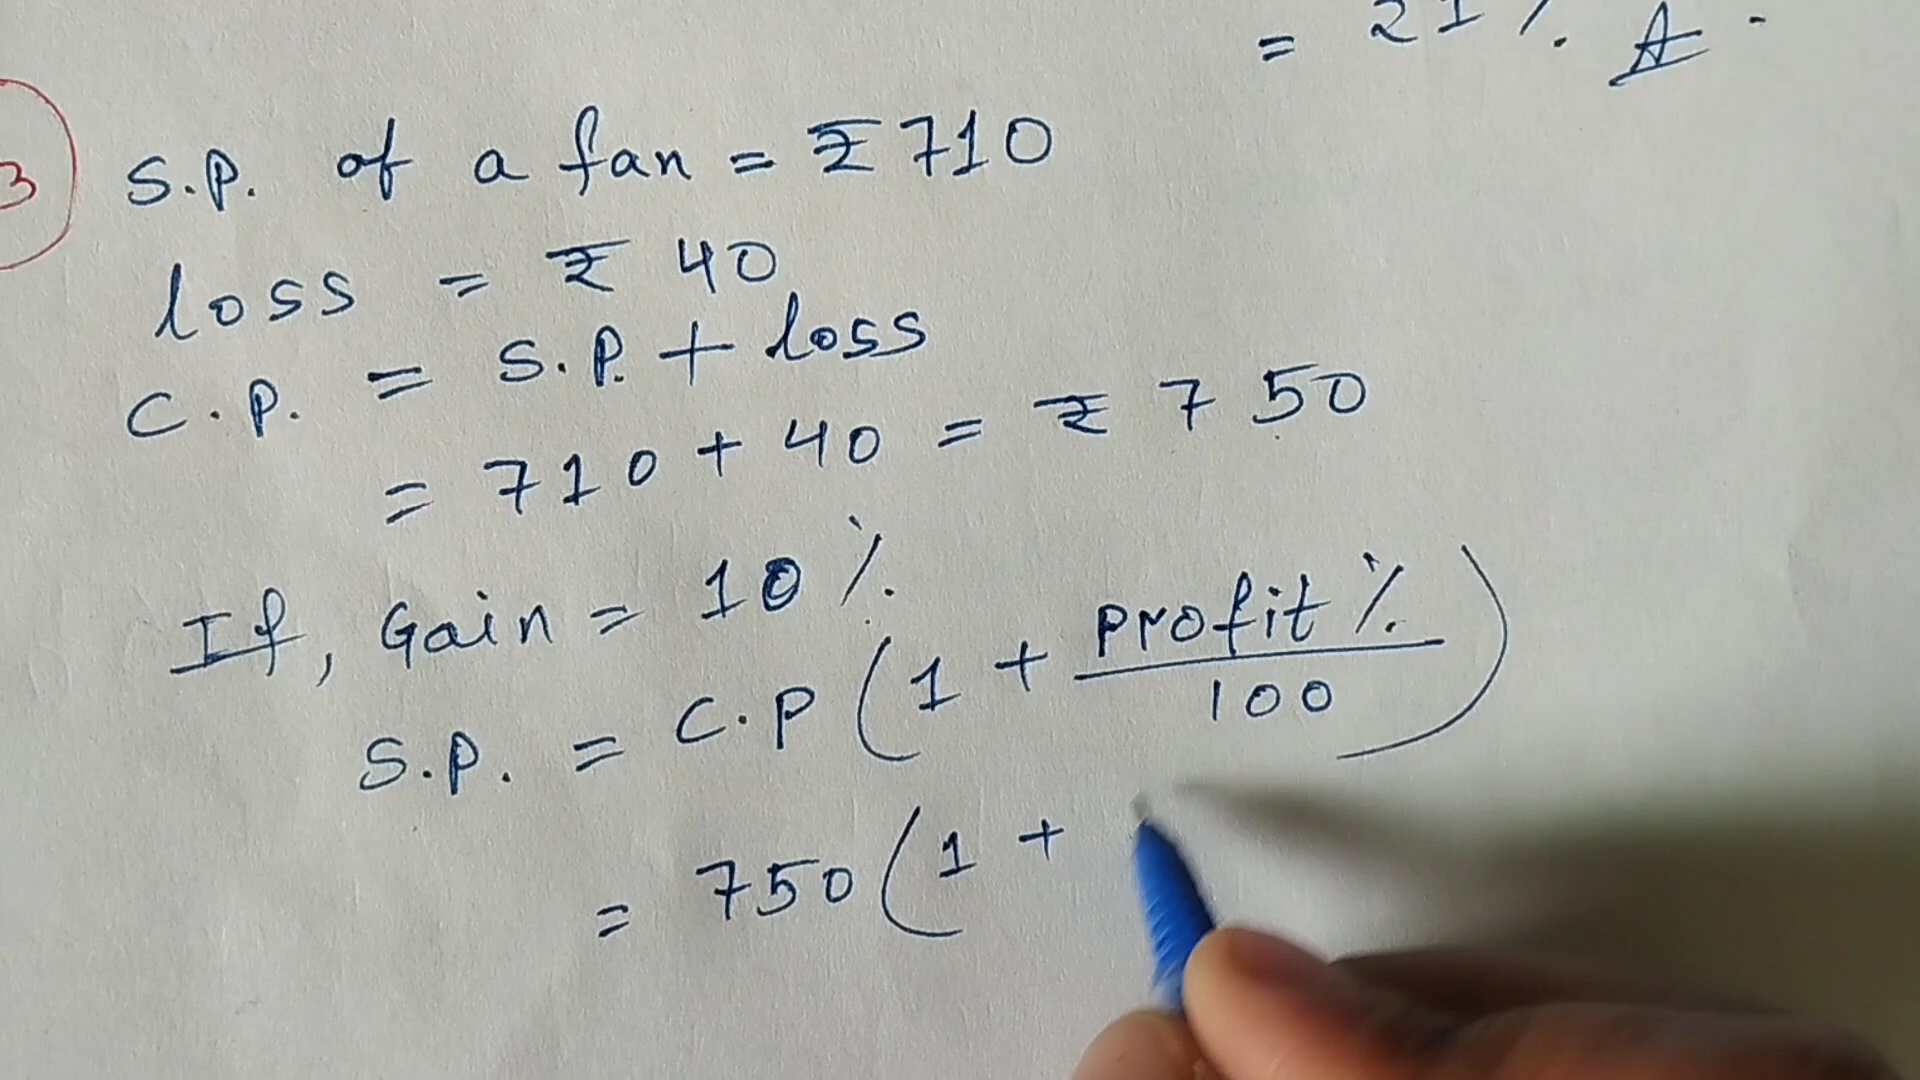 = 21 % A .
3 S.P. of a fan = ₹ 710
loss = ₹ 40
C.P. = S.P. + loss
= 710 + 40 = ₹ 750
If, Gain = 10 %
S.P. = C.P ( 1 + Profit % / 100 )
= 750 ( 1 +